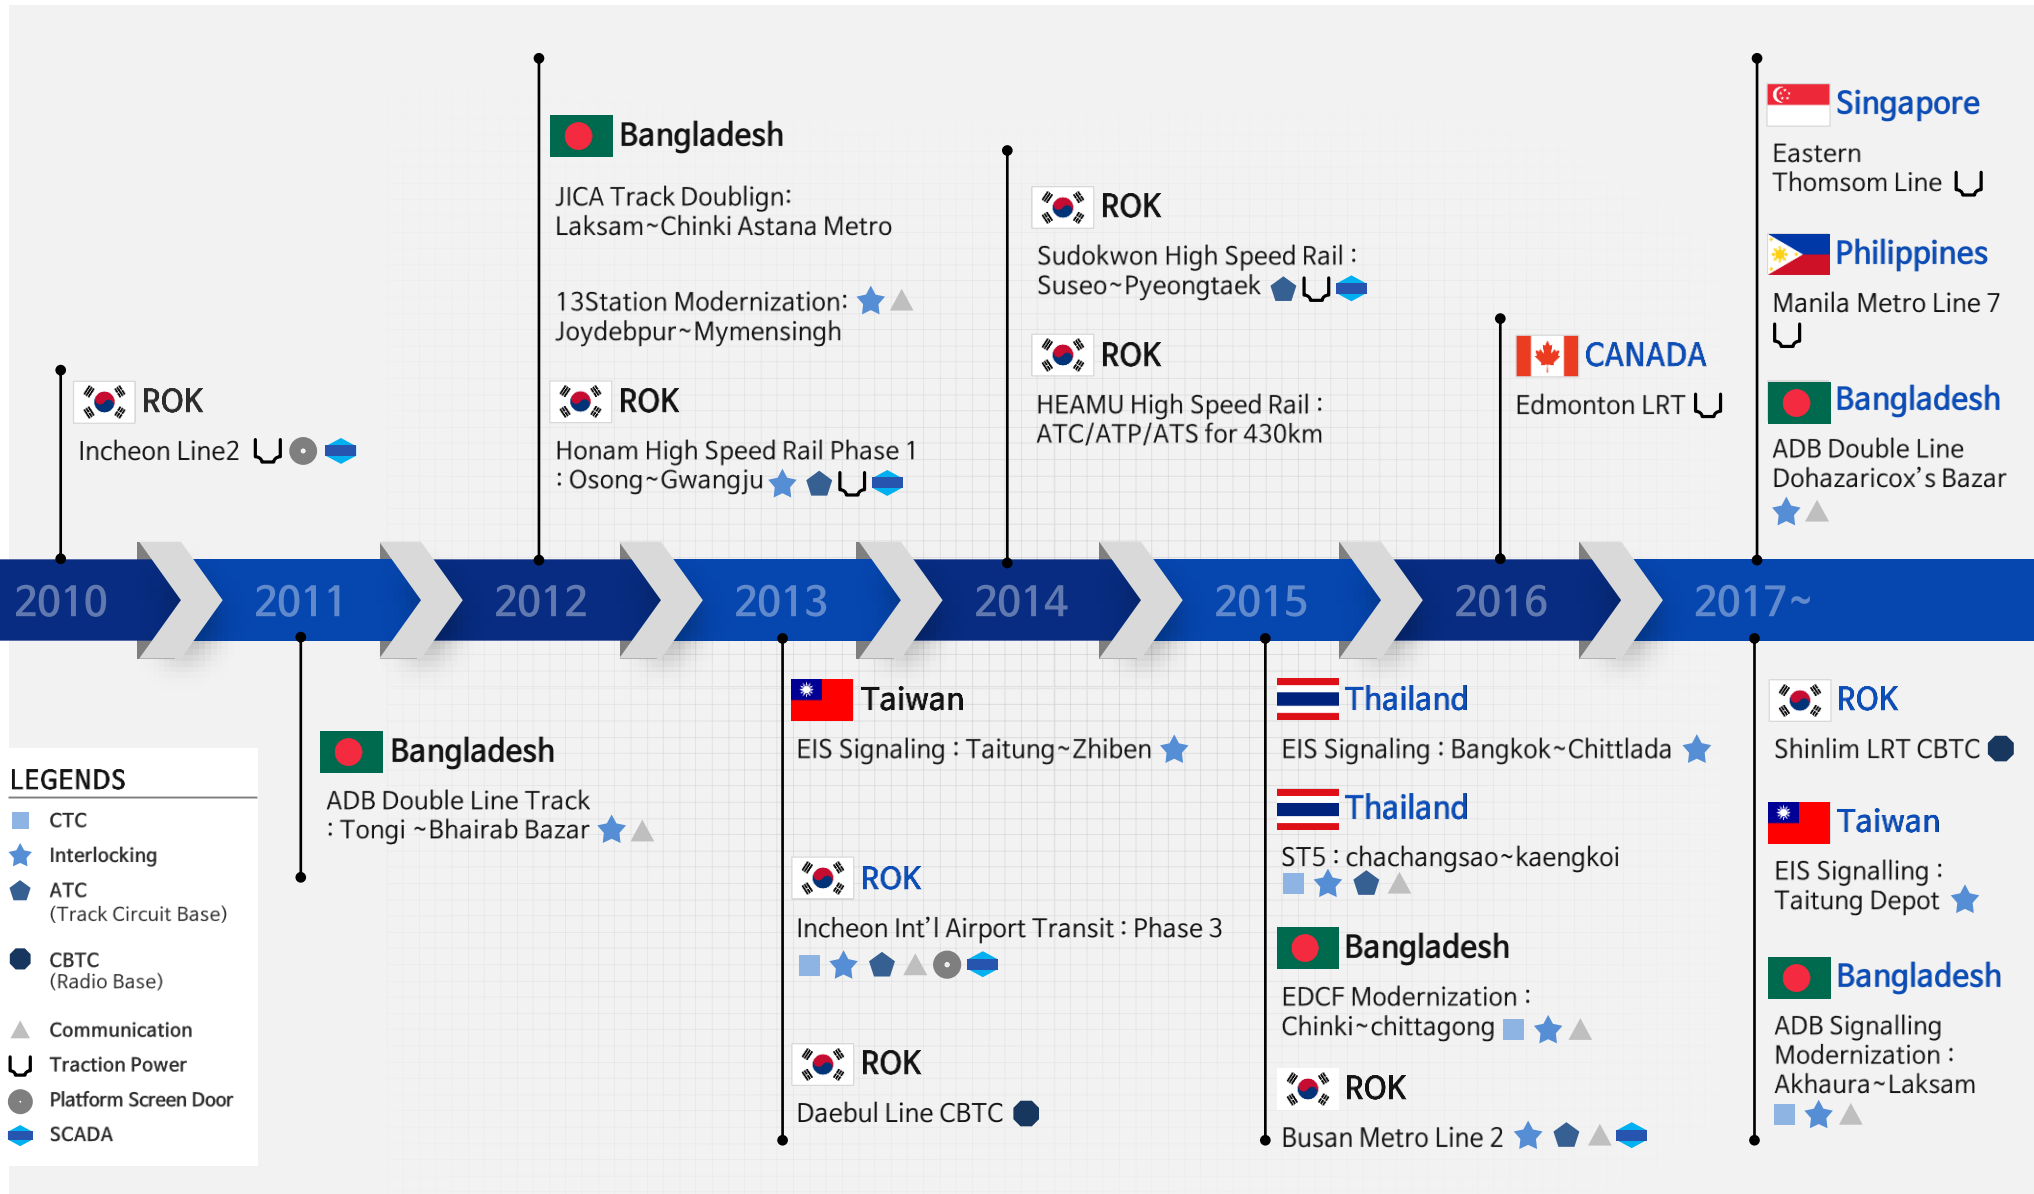 Bangladesh
JICA Track Doublign:
Laksam~Chinki Astana Metro
13Station Modernization:
Joydebpur~Mymensingh
ROK
Honam High Speed Rail Phase 1
: Osong~Gwangju
ROK
Incheon Line2
ROK
Sudokwon High Speed Rail :
Suseo~Pyeongtaek
ROK
HEAMU High Speed Rail :
ATC/ATP/ATS for 430km
CANADA
Edmonton LRT
Singapore
Eastern
Thomsom Line
Philippines
Manila Metro Line 7
Bangladesh
ADB Double Line
Dohazaricox's Bazar
2010
2011
2012
2013
2014
2015
2016
2017~
Bangladesh
ADB Double Line Track
: Tongi ~Bhairab Bazar
Taiwan
EIS Signaling : Taitung~Zhiben
ROK
Incheon Int'l Airport Transit : Phase 3
ROK
Daebul Line CBTC
Thailand
EIS Signaling : Bangkok~Chittlada
Thailand
ST5 : chachangsao~kaengkoi
Bangladesh
EDCF Modernization :
Chinki~chittagong
ROK
Busan Metro Line 2
ROK
Shinlim LRT CBTC
Taiwan
EIS Signalling :
Taitung Depot
Bangladesh
ADB Signalling
Modernization :
Akhaura~Laksam
LEGENDS
CTC
Interlocking
ATC
(Track Circuit Base)
CBTC
(Radio Base)
Communication
Traction Power
Platform Screen Door
SCADA